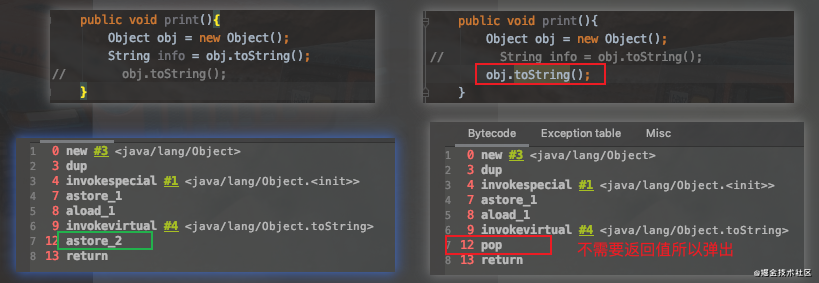 public void print(){
Object obj = new Object();
String info = obj.toString();
// obj.toString();
}
public void print(){
Object obj = new Object();
// String info = obj.toString();
obj.toString();
}
1 0 new #3 <java/lang/Object>
2 3 dup
3 4 invokespecial #1 <java/lang/Object.<init>>
4 7 astore_1
5 8 aload_1
6 9 invokevirtual #4 <java/lang/Object.toString>
7 12 astore_2
8 13 return
Bytecode Exception table Misc
1 0 new #3 <java/lang/Object>
2 3 dup
3 4 invokespecial #1 <java/lang/Object.<init>>
4 7 astore_1
5 8 aload_1
6 9 invokevirtual #4 <java/lang/Object.toString>
7 12 pop 不需要返回值所以弹出
8 13 return
@掘金技术社区